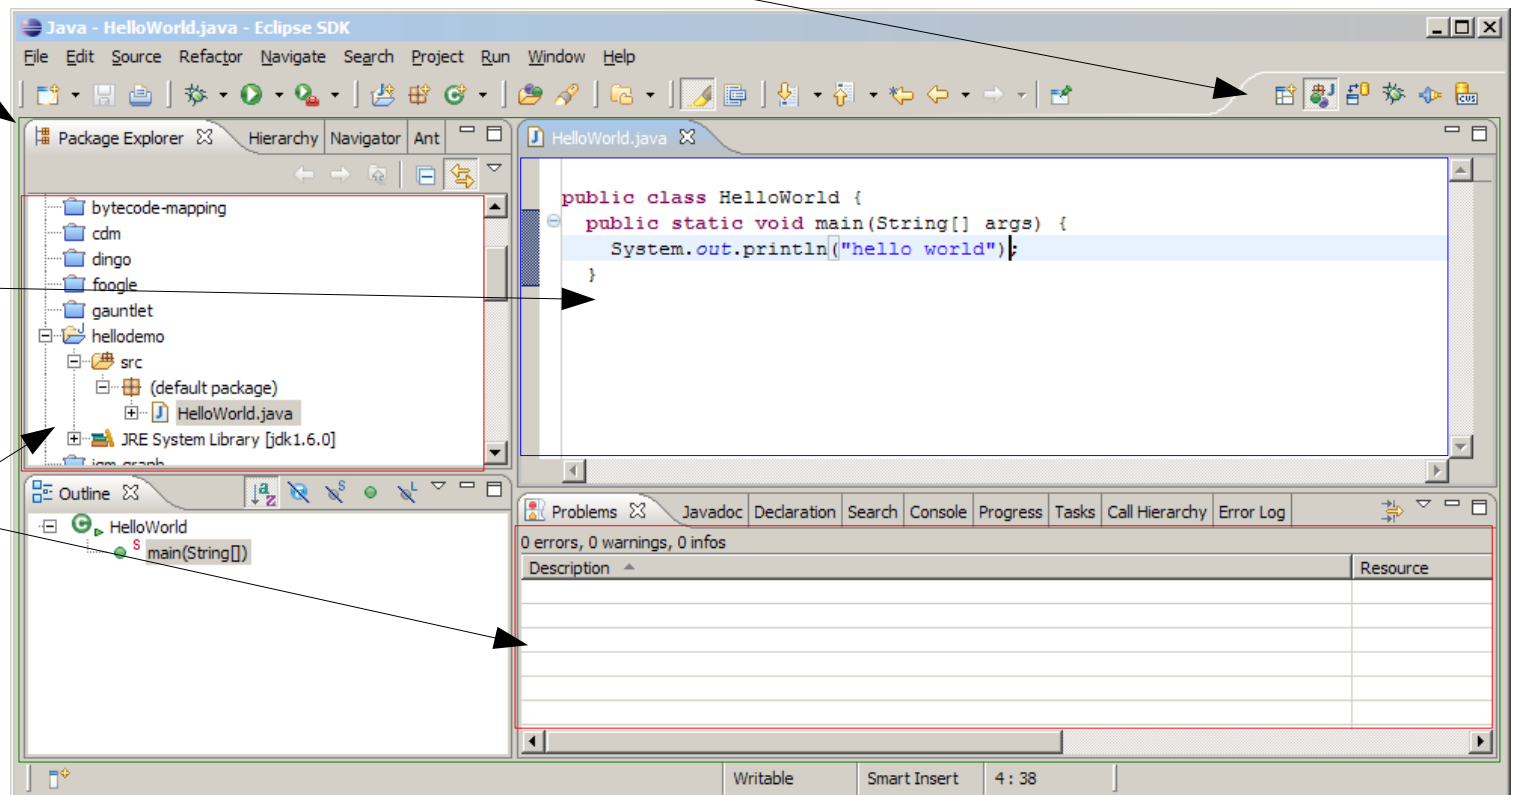 Java - HelloWorld.java - Eclipse SDK
File Edit Source Refactor Navigate Search Project Run Window Help
CVS
Package Explorer Hierarchy Navigator Ant
bytecode-mapping
cdm
dingo
foogle
gauntlet
hellodemo
src
(default package)
HelloWorld.java
JRE System Library [jdk1.6.0]
HelloWorld.java
public class HelloWorld {
public static void main(String[] args) {
System.out.println("hello world");
}
Outline
HelloWorld
main(String[])
Problems Javadoc Declaration Search Console Progress Tasks Call Hierarchy Error Log
0 errors, 0 warnings, 0 infos
Description Resource
Writable Smart Insert 4 : 38